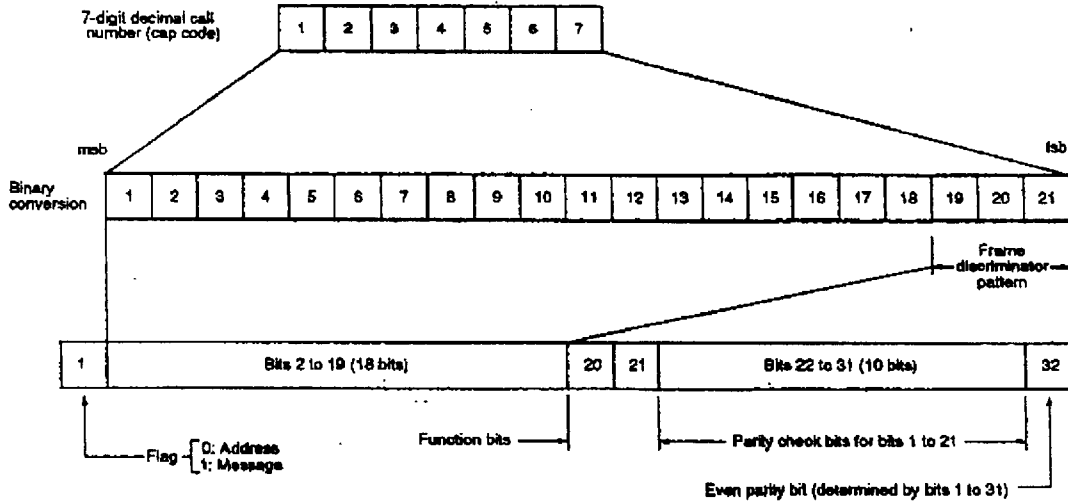 7-digit decimal call
number (cap code)
1 2 3 4 5 6 7
msb
lsb
Binary
conversion
1 2 3 4 5 6 7 8 9 10 11 12 13 14 15 16 17 18 19 20 21
Frame
discriminator
pattern
1 Bits 2 to 19 (18 bits) 20 21 Bits 22 to 31 (10 bits) 32
Function bits
Parity check bits for bits 1 to 21
Flag
0: Address
1: Message
Even parity bit (determined by bits 1 to 31)